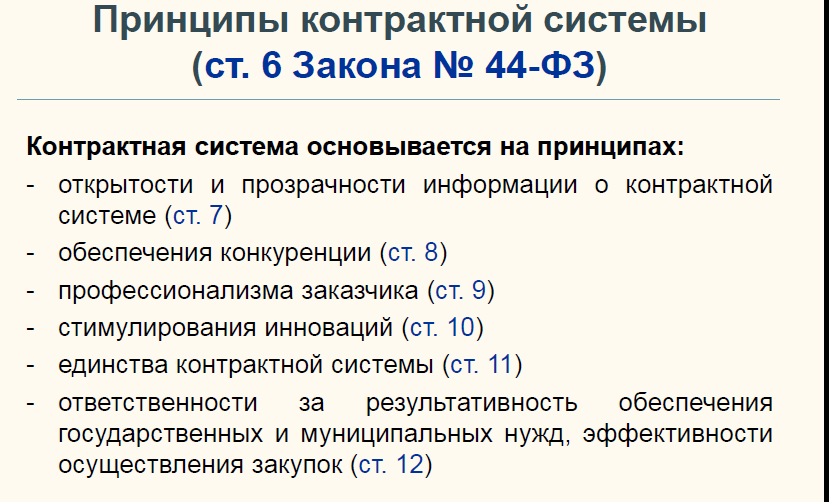 Принципы контрактной системы
(ст. 6 Закона № 44-ФЗ)
Контрактная система основывается на принципах:
- открытости и прозрачности информации о контрактной
системе (ст. 7)
- обеспечения конкуренции (ст. 8)
- профессионализма заказчика (ст. 9)
- стимулирования инноваций (ст. 10)
- единства контрактной системы (ст. 11)
- ответственности за результативность обеспечения
государственных и муниципальных нужд, эффективности
осуществления закупок (ст. 12)